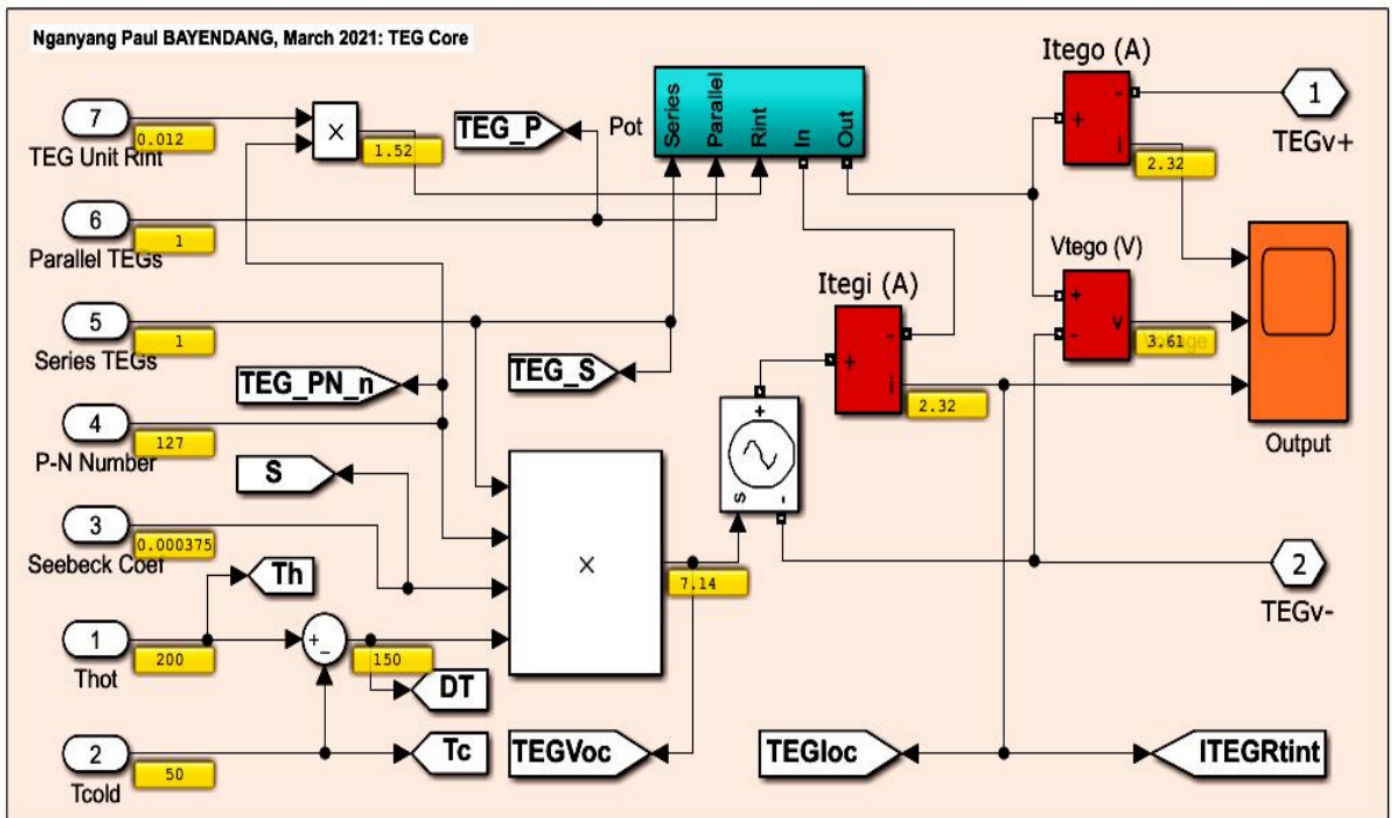 Nganyang Paul BAYENDANG, March 2021: TEG Core
7
0.012
TEG Unit Rint
×
1.52
TEG_P
Pot
Series
Parallel
Rint
In
Out
Itego (A)
+
-
i
2.32
1
TEGv+
6
1
Parallel TEGs
5
1
Series TEGs
TEG_PN_n
TEG_S
Itegi (A)
+
-
i
2.32
Vtego (V)
+
-
v
3.61
Output
4
127
P-N Number
S
3
0.000375
Seebeck Coef
Th
×
7.14
+
s
-
2
TEGv-
1
200
Thot
+
-
150
DT
2
50
Tcold
Tc
TEGVoc
TEGIoc
ITEGRtint